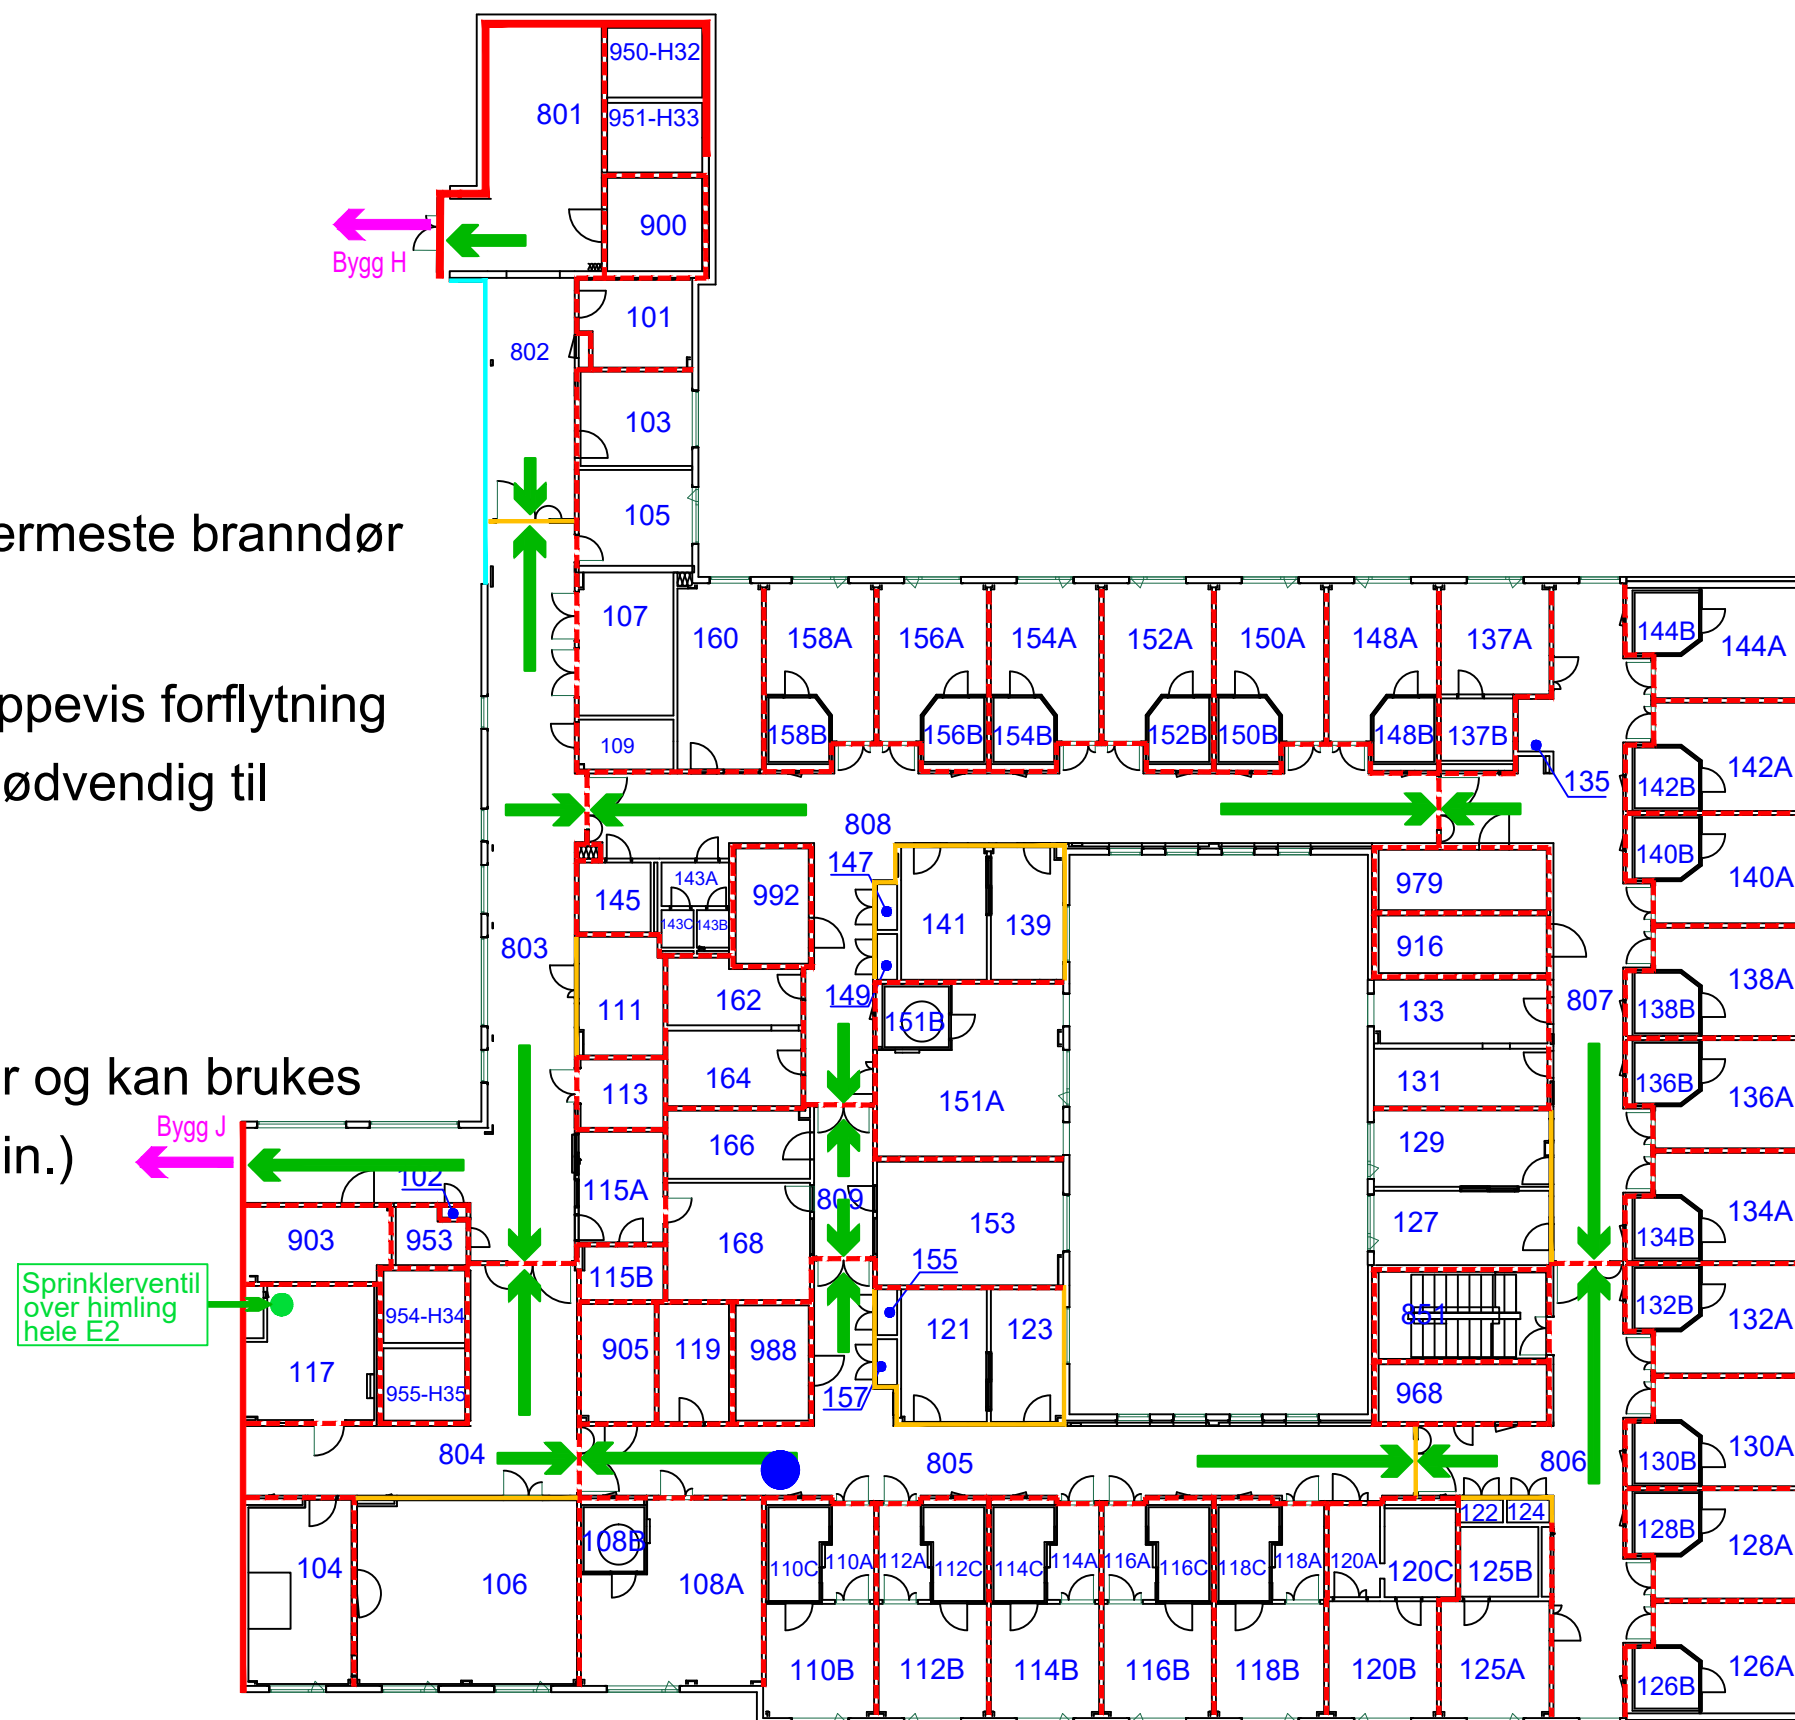 950-H32
951-H33
801
900
Bygg H
101
802
103
105
ermeste branndør
107
160
158A
156A
154A
152A
150A
148A
137A
144B
144A
ppevis forflytning
109
158B
156B
154B
152B
150B
148B
137B
135
142B
142A
ødvendig til
808
147
140B
140A
143A
145
992
143C
143B
141
139
979
916
803
111
162
149
151B
133
807
138B
138A
r og kan brukes
113
164
151A
131
136B
136A
Bygg J
in.)
166
129
102
115A
809
153
127
134B
134A
903
953
168
155
Sprinklerventil
over himling
hele E2
115B
954-H34
851
132B
132A
905
119
988
121
123
117
955-H35
157
968
804
805
806
130B
130A
122
124
128B
128A
104
106
108B
108A
110C
110A
112A
112C
114C
114A
116A
116C
118C
118A
120A
120C
125B
110B
112B
114B
116B
118B
120B
125A
126B
126A